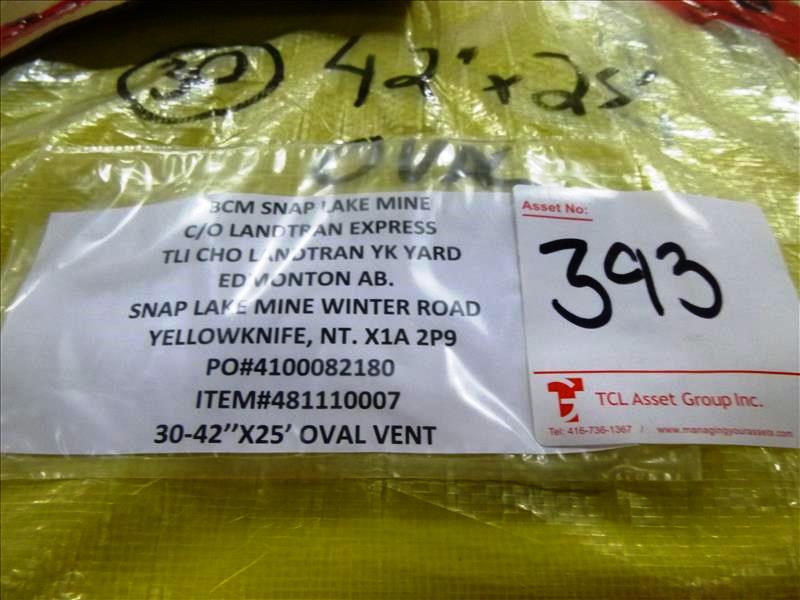 30 42" x 25'
OVAL
BCM SNAP LAKE MINE
C/O LANDTRAN EXPRESS
TLI CHO LANDTRAN YK YARD
EDMONTON AB.
SNAP LAKE MINE WINTER ROAD
YELLOWKNIFE, NT. X1A 2P9
PO#4100082180
ITEM#481110007
30-42’’X25’ OVAL VENT
Asset No:
393
TCL Asset Group Inc.
Tel: 416-736-1367 / www.managingyourassets.com